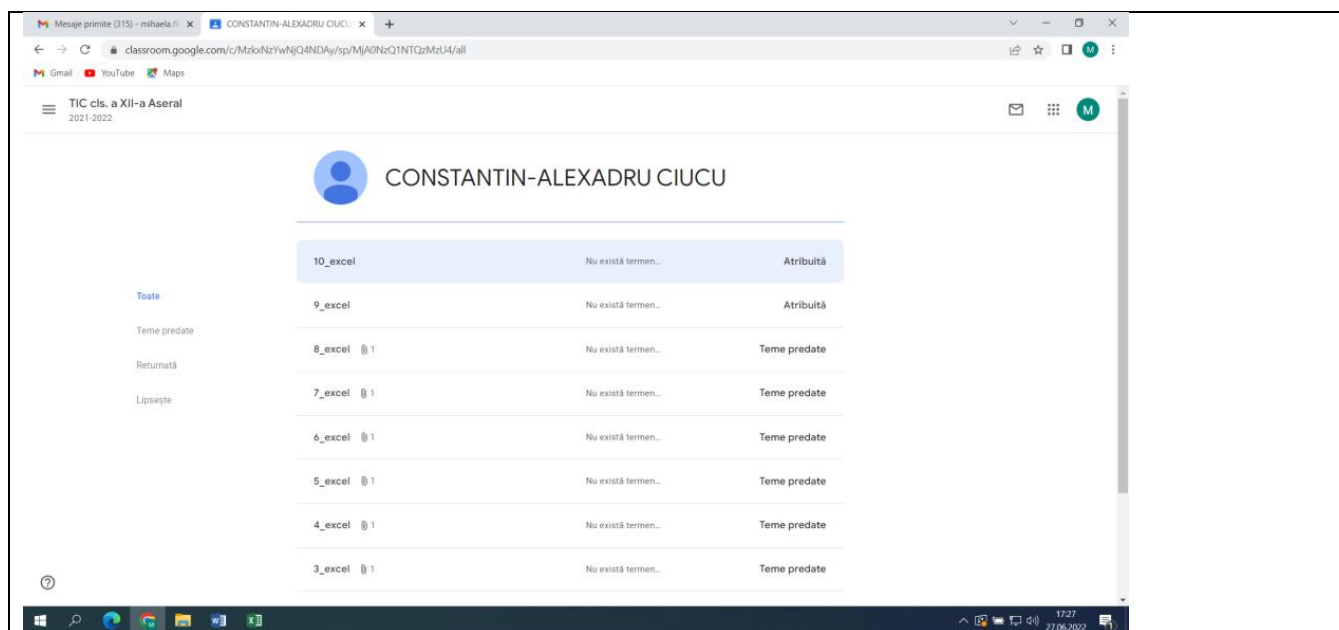 Mesaje primite (315) - mihaela.fl
CONSTANTIN-ALEXADRU CIUCU
classroom.google.com/c/MzkxNzYwNjQ4NDAy/sp/MjA0NzQ1NTQzMzU4/all
Gmail YouTube Maps
TIC cls. a XII-a Aseral
2021-2022
M
CONSTANTIN-ALEXADRU CIUCU
10_excel Nu există termen... Atribuită
Toate
9_excel Nu există termen... Atribuită
Teme predate
8_excel 1 Nu există termen... Teme predate
Returnată
7_excel 1 Nu există termen... Teme predate
Lipsește
6_excel 1 Nu există termen... Teme predate
5_excel 1 Nu există termen... Teme predate
4_excel 1 Nu există termen... Teme predate
3_excel 1 Nu există termen... Teme predate
17:27
27.06.2022